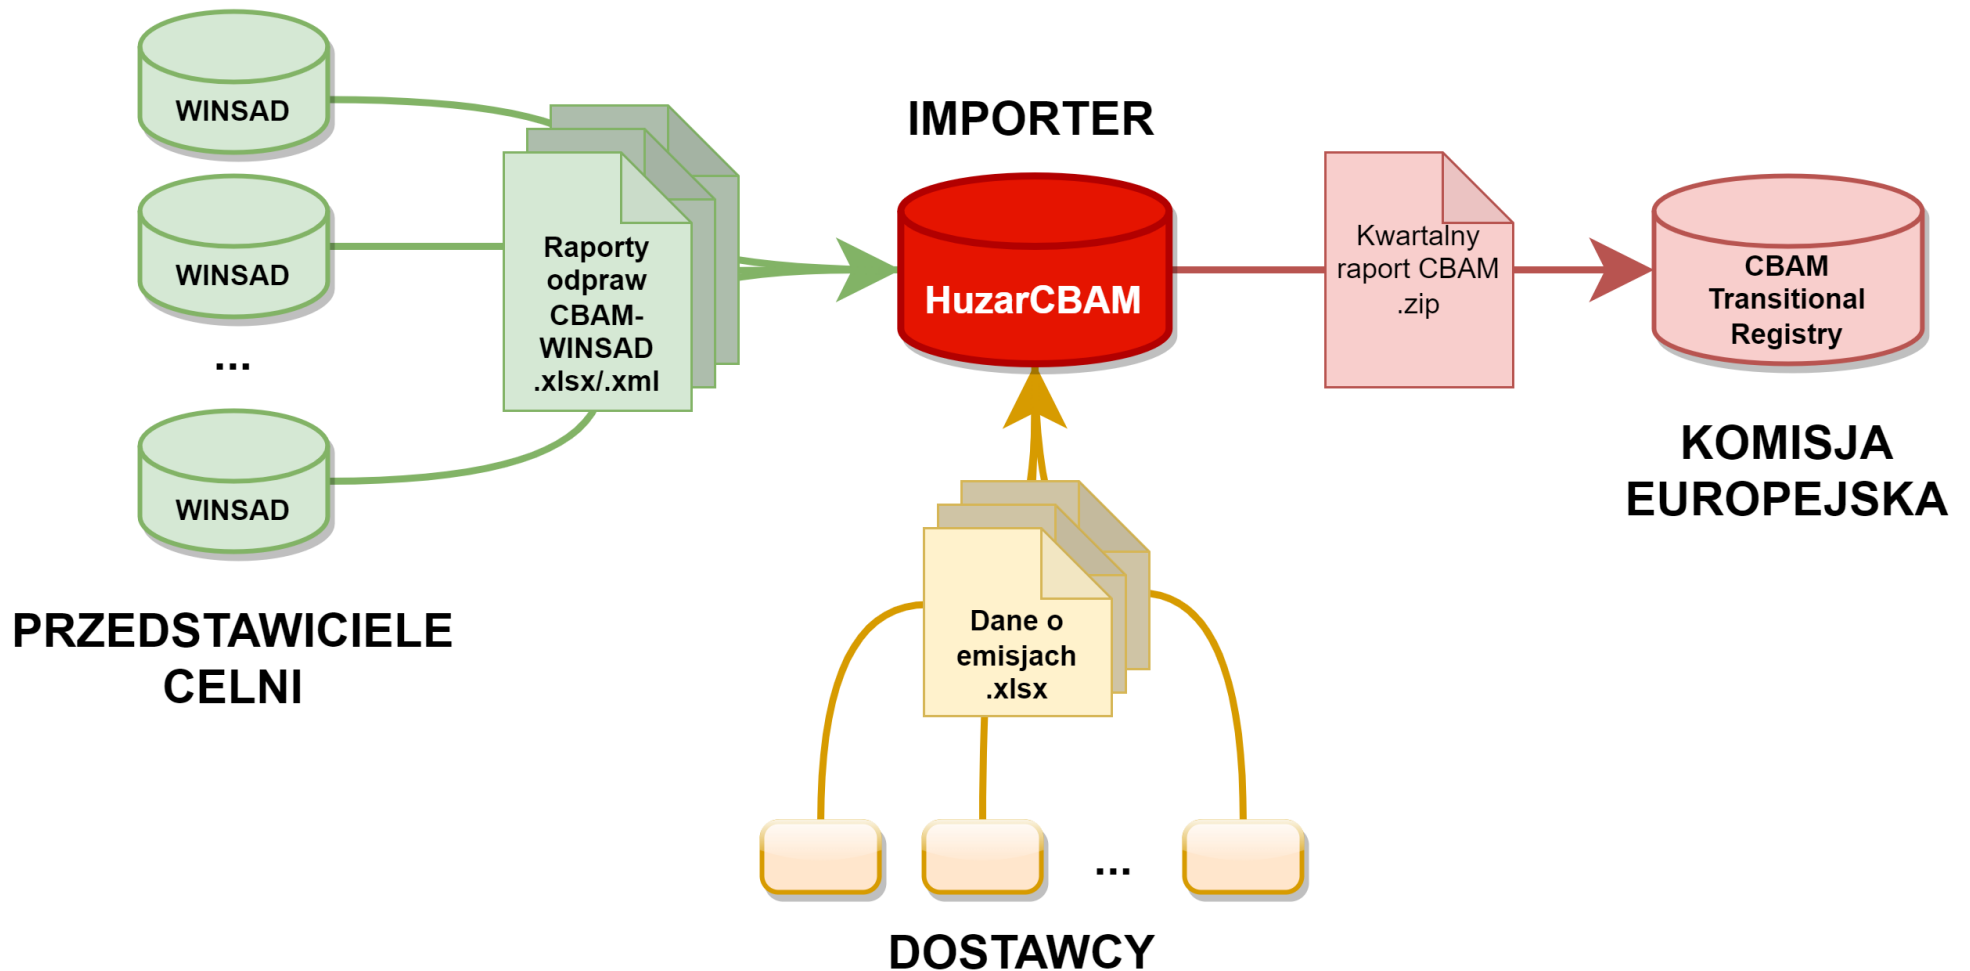 WINSAD
WINSAD
...
WINSAD
PRZEDSTAWICIELE
CELNI
Raporty
odpraw
CBAM-
WINSAD
.xlsx/.xml
IMPORTER
HuzarCBAM
Kwartalny
raport CBAM
.zip
CBAM
Transitional
Registry
KOMISJA
EUROPEJSKA
Dane o
emisjach
.xlsx
...
DOSTAWCY